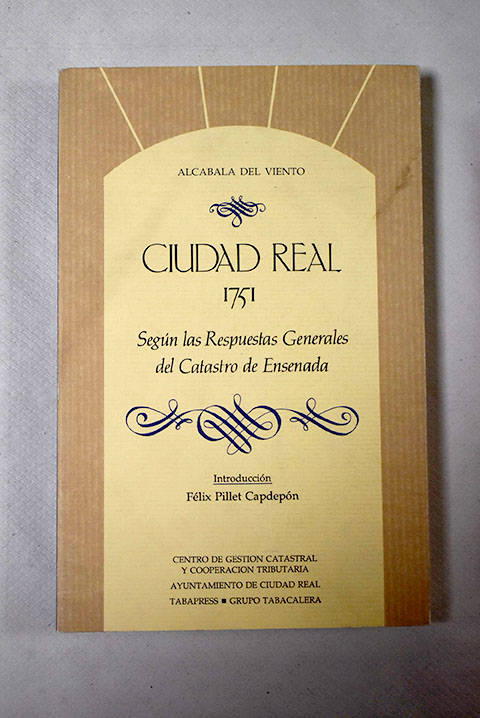 ALCABALA DEL VIENTO
CIUDAD REAL
1751
Según las Respuestas Generales
del Catastro de Ensenada
Introducción
Félix Pillet Capdepón
CENTRO DE GESTION CATASTRAL
Y COOPERACION TRIBUTARIA
AYUNTAMIENTO DE CIUDAD REAL
TABAPRESS ■ GRUPO TABACALERA